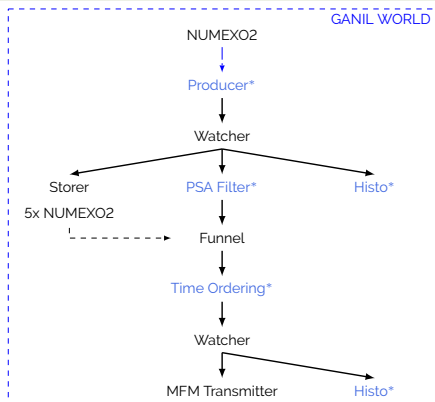 GANIL WORLD
NUMEXO2
Producer*
Watcher
Storer PSA Filter* Histo*
5x NUMEXO2
Funnel
Time Ordering*
Watcher
MFM Transmitter Histo*